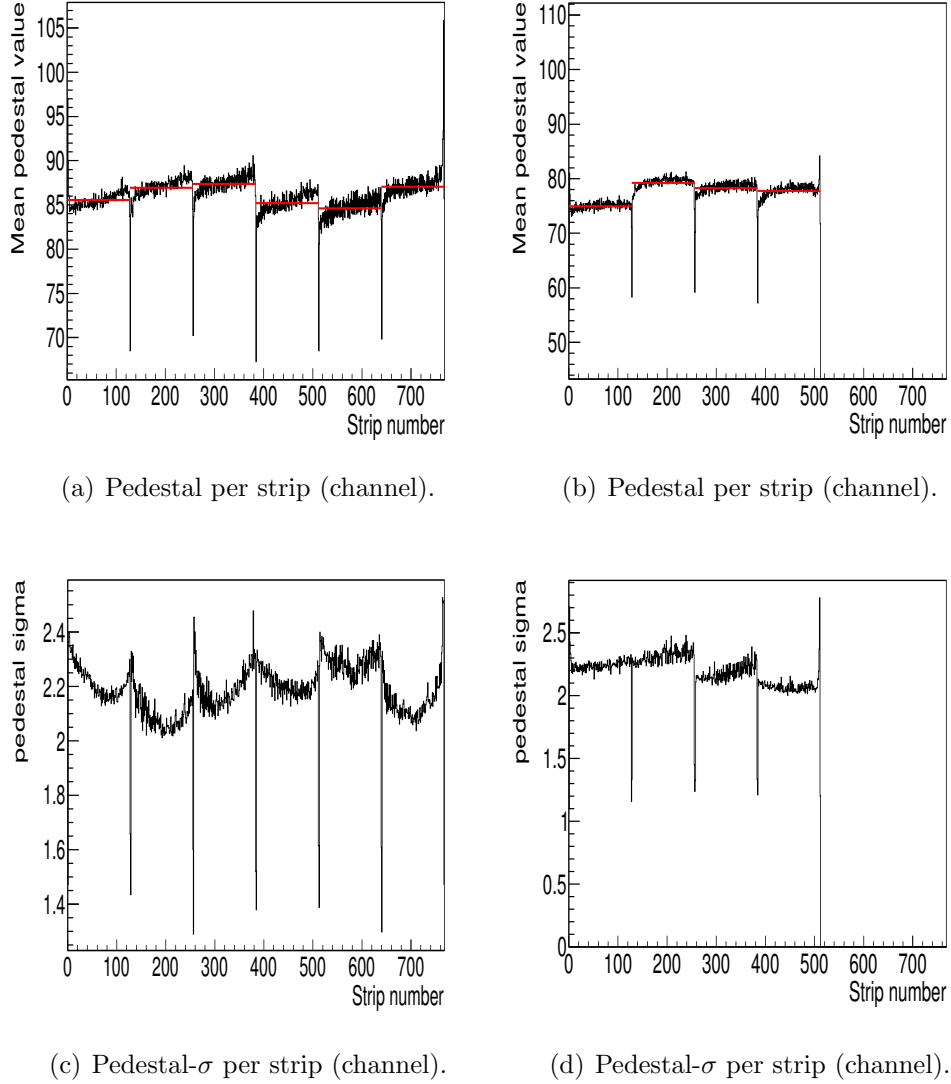 Mean pedestal value
105
100
95
90
85
80
75
70
0 100 200 300 400 500 600 700
Strip number
(a) Pedestal per strip (channel).
Mean pedestal value
110
100
90
80
70
60
50
0 100 200 300 400 500 600 700
Strip number
(b) Pedestal per strip (channel).
pedestal sigma
2.4
2.2
2
1.8
1.6
1.4
0 100 200 300 400 500 600 700
Strip number
(c) Pedestal-σ per strip (channel).
pedestal sigma
2.5
2
1.5
1
0.5
0
0 100 200 300 400 500 600 700
Strip number
(d) Pedestal-σ per strip (channel).